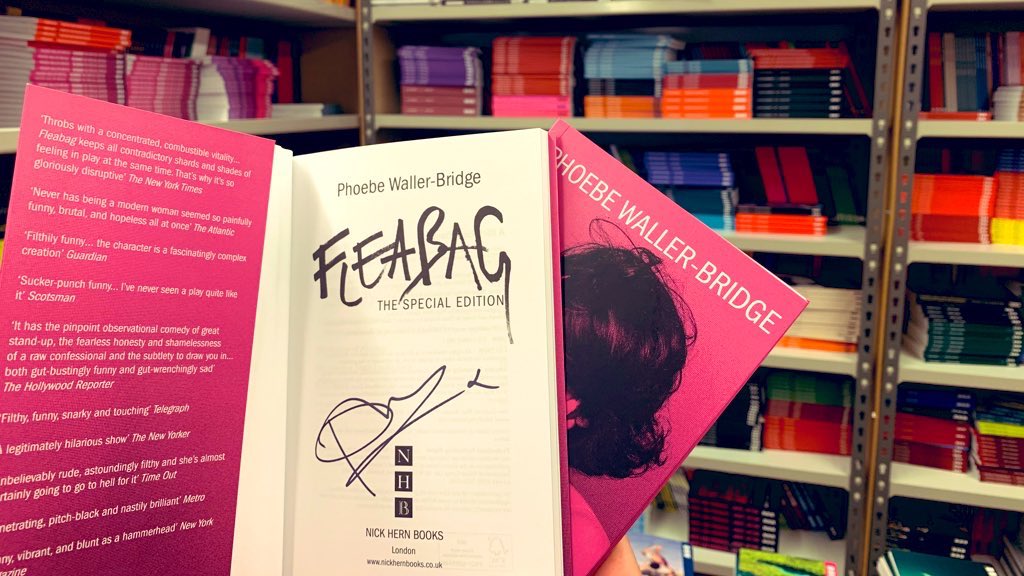 'Throbs with a concentrated, combustible vitality...
Fleabag keeps all contradictory shards and shades of
feeling in play at the same time. That's why it's so
gloriously disruptive' The New York Times
'Never has being a modern woman seemed so painfully
funny, brutal, and hopeless all at once' The Atlantic
'Filthily funny... the character is a fascinatingly complex
creation' Guardian
'Sucker-punch funny... I've never seen a play quite like
it' Scotsman
'It has the pinpoint observational comedy of great
stand-up, the fearless honesty and shamelessness
of a raw confessional and the subtlety to draw you in...
both gut-bustingly funny and gut-wrenchingly sad'
The Hollywood Reporter
'Filthy, funny, snarky and touching' Telegraph
legitimately hilarious show' The New Yorker
nbelievably rude, astoundingly filthy and she's almost
rtainly going to go to hell for it' Time Out
netrating, pitch-black and nastily brilliant' Metro
ny, vibrant, and blunt as a hammerhead' New York
azine
Phoebe Waller-Bridge
FLEABAG
THE SPECIAL EDITION
N
H
B
NICK HERN BOOKS
London
www.nickhernbooks.co.uk
PHOEBE WALLER-BRIDGE